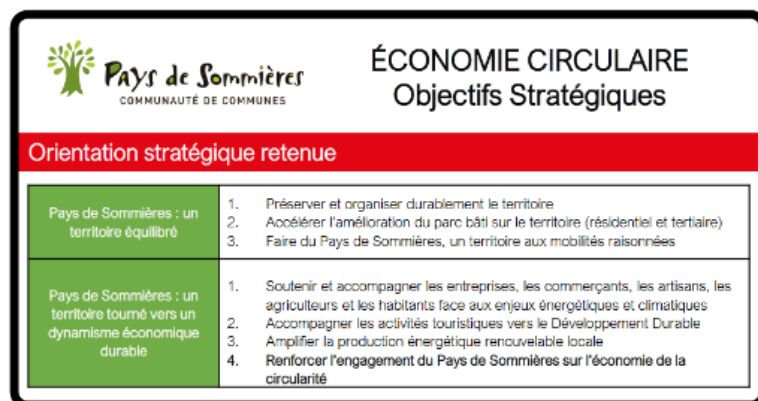 Pays de Sommières
COMMUNAUTÉ DE COMMUNES
ÉCONOMIE CIRCULAIRE
Objectifs Stratégiques
Orientation stratégique retenue
Pays de Sommières : un
territoire équilibré
1. Préserver et organiser durablement le territoire
2. Accélérer l'amélioration du parc bâti sur le territoire (résidentiel et tertiaire)
3. Faire du Pays de Sommières, un territoire aux mobilités raisonnées
Pays de Sommières : un
territoire tourné vers un
dynamisme économique
durable
1. Soutenir et accompagner les entreprises, les commerçants, les artisans, les
agriculteurs et les habitants face aux enjeux énergétiques et climatiques
2. Accompagner les activités touristiques vers le Développement Durable
3. Amplifier la production énergétique renouvelable locale
4. Renforcer l'engagement du Pays de Sommières sur l'économie de la
circularité